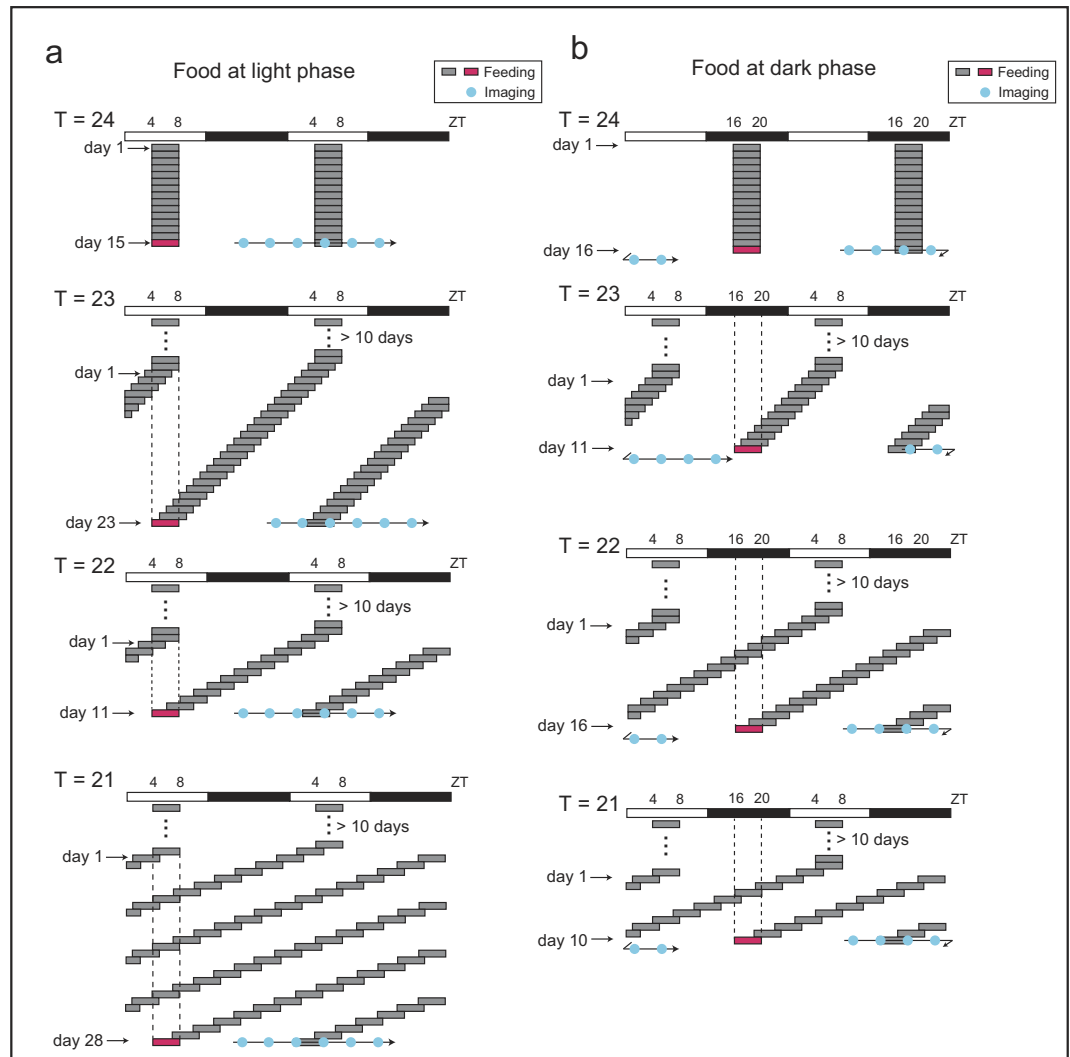 a
Food at light phase
Feeding
Imaging
T = 24
4 8 4 8 ZT
day 1
day 15
T = 23
4 8 4 8 ZT
> 10 days
day 1
day 23
T = 22
4 8 4 8 ZT
> 10 days
day 1
day 11
T = 21
4 8 4 8 ZT
> 10 days
day 1
day 28
b
Food at dark phase
Feeding
Imaging
T = 24
16 20 16 20 ZT
day 1
day 16
T = 23
4 8 16 20 4 8 ZT
> 10 days
day 1
day 11
T = 22
4 8 16 20 4 8 16 20 ZT
> 10 days
day 1
day 16
T = 21
4 8 16 20 4 8 ZT
> 10 days
day 1
day 10